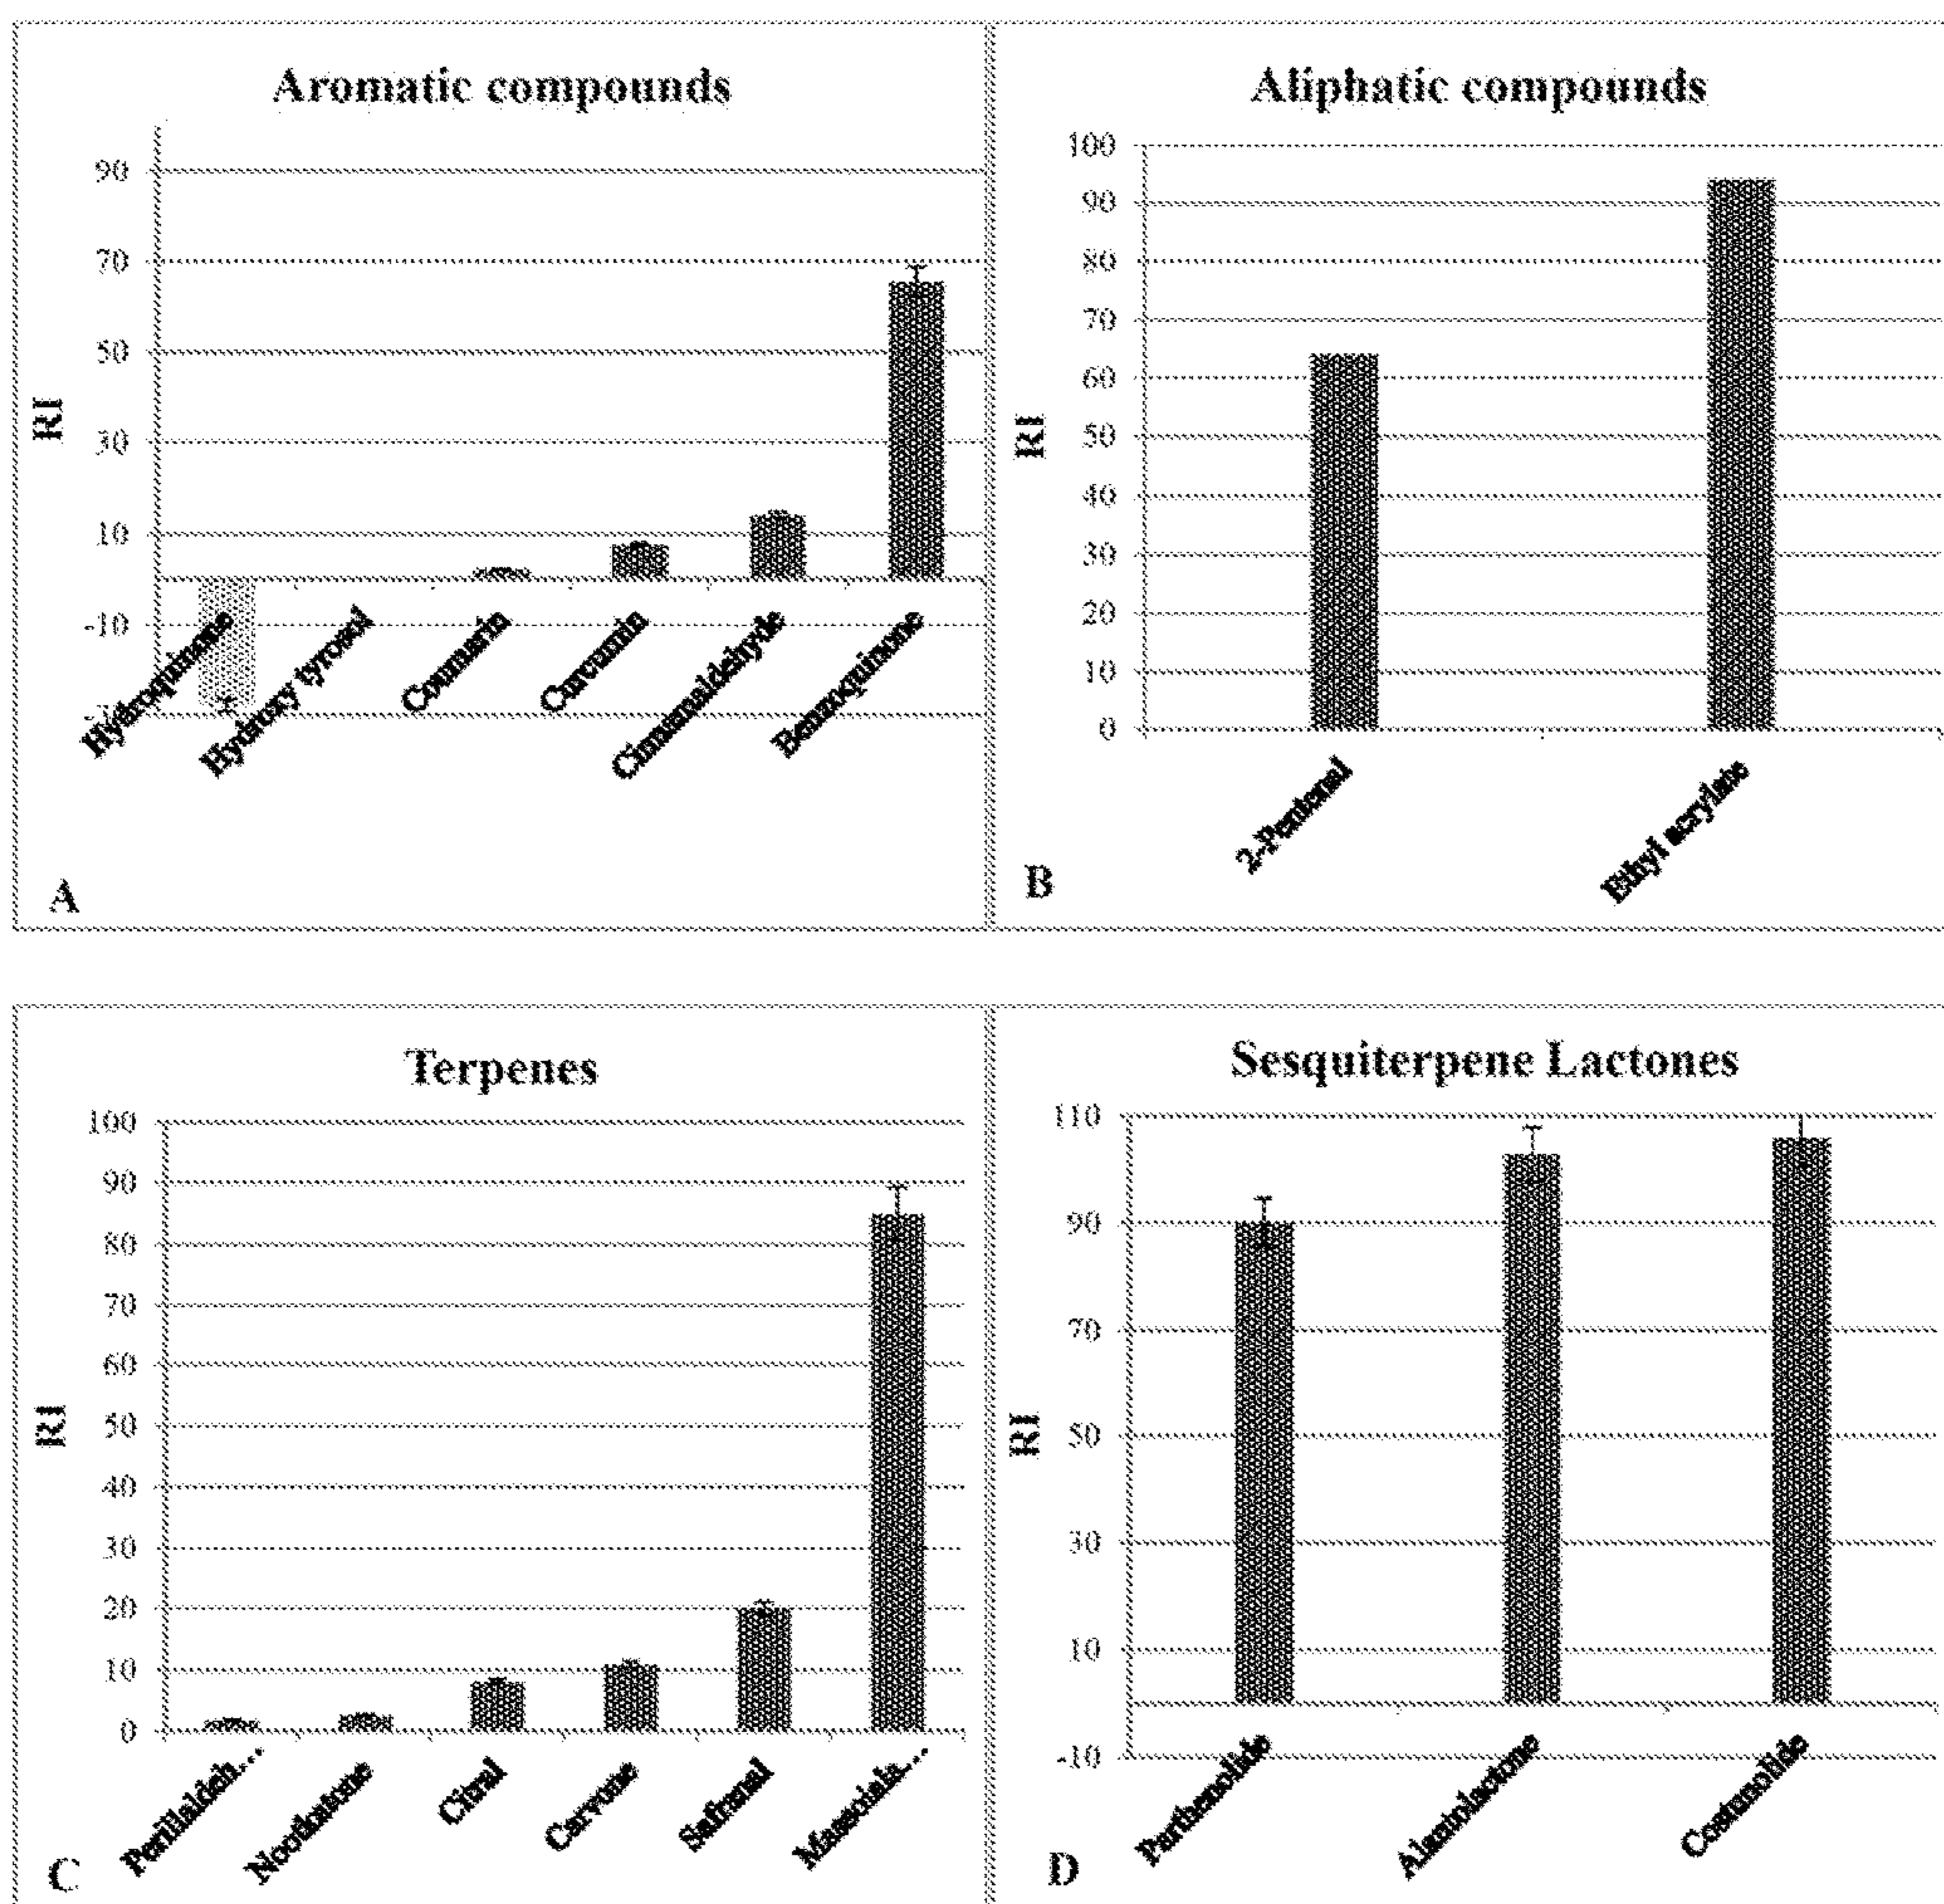 Aromatic compounds
90
70
50
30
10
-10
RI
Hydroquinone
Hydroxy tyrosol
Coumarin
Curcumin
Cinnamaldehyde
Benzoquinone
A
Aliphatic compounds
100
90
80
70
60
50
40
30
20
10
0
RI
2-Pentenal
Ethyl acrylate
B
Terpenes
100
90
80
70
60
50
40
30
20
10
0
RI
Perillaldeh...
Nootkatone
Citral
Carvone
Safranal
Massoiala...
C
Sesquiterpene Lactones
110
90
70
50
30
10
-10
RI
Parthenolide
Alantolactone
Costunolide
D